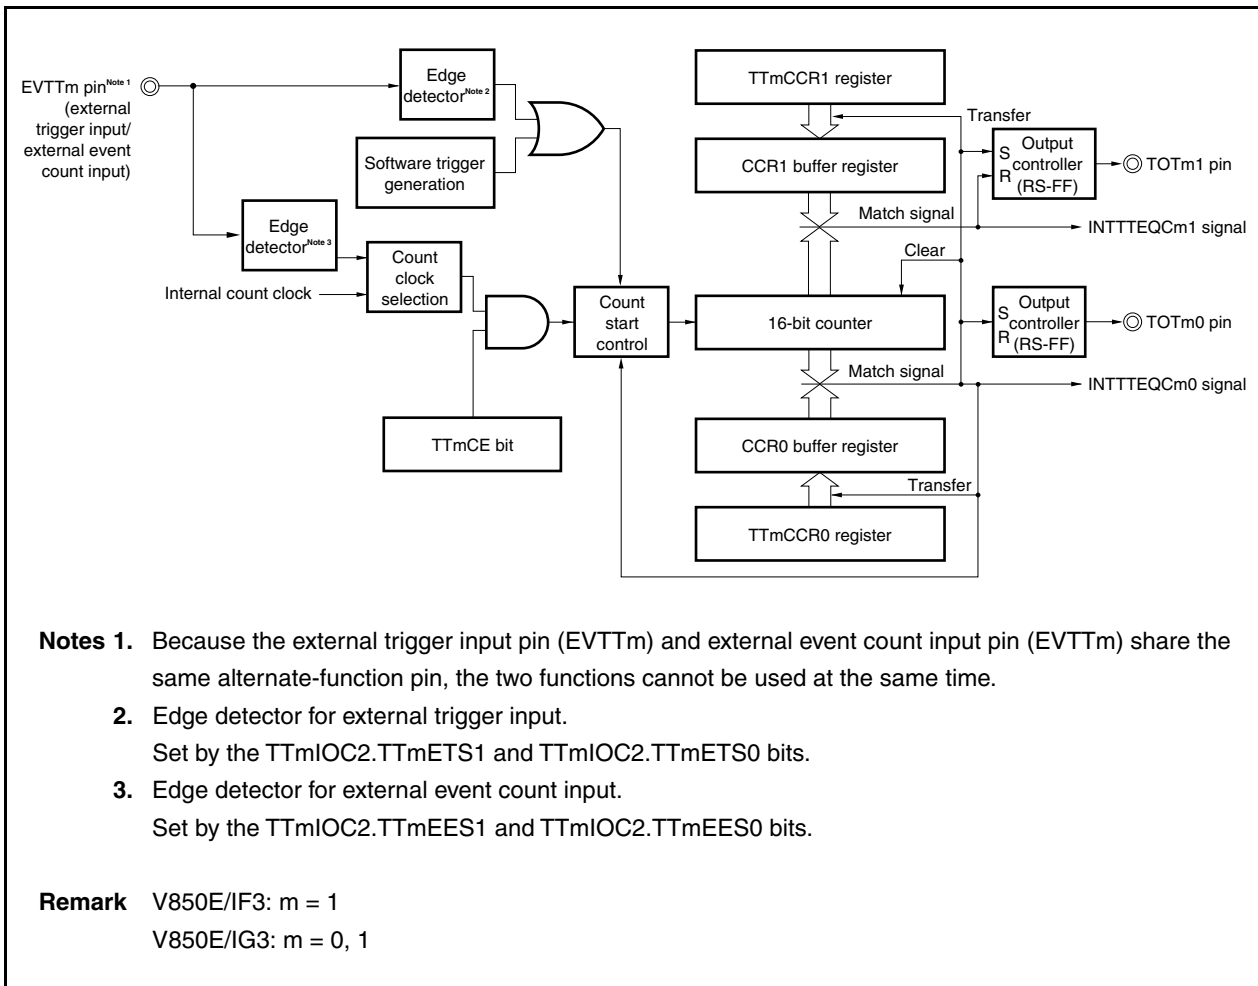 EVTTm pin Note 1
(external
trigger input/
external event
count input)
Edge
detector Note 2
Software trigger
generation
Edge
detector Note 3
Count
clock
selection
Internal count clock
TTmCE bit
Count
start
control
TTmCCR1 register
Transfer
CCR1 buffer register
Match signal
Clear
16-bit counter
Match signal
CCR0 buffer register
Transfer
TTmCCR0 register
S
R
Output
controller
(RS-FF)
TOTm1 pin
INTTTEQCm1 signal
S
R
Output
controller
(RS-FF)
TOTm0 pin
INTTTEQCm0 signal
Notes 1. Because the external trigger input pin (EVTTm) and external event count input pin (EVTTm) share the
same alternate-function pin, the two functions cannot be used at the same time.
2. Edge detector for external trigger input.
Set by the TTmIOC2.TTmETS1 and TTmIOC2.TTmETS0 bits.
3. Edge detector for external event count input.
Set by the TTmIOC2.TTmEES1 and TTmIOC2.TTmEES0 bits.
Remark V850E/IF3: m = 1
V850E/IG3: m = 0, 1